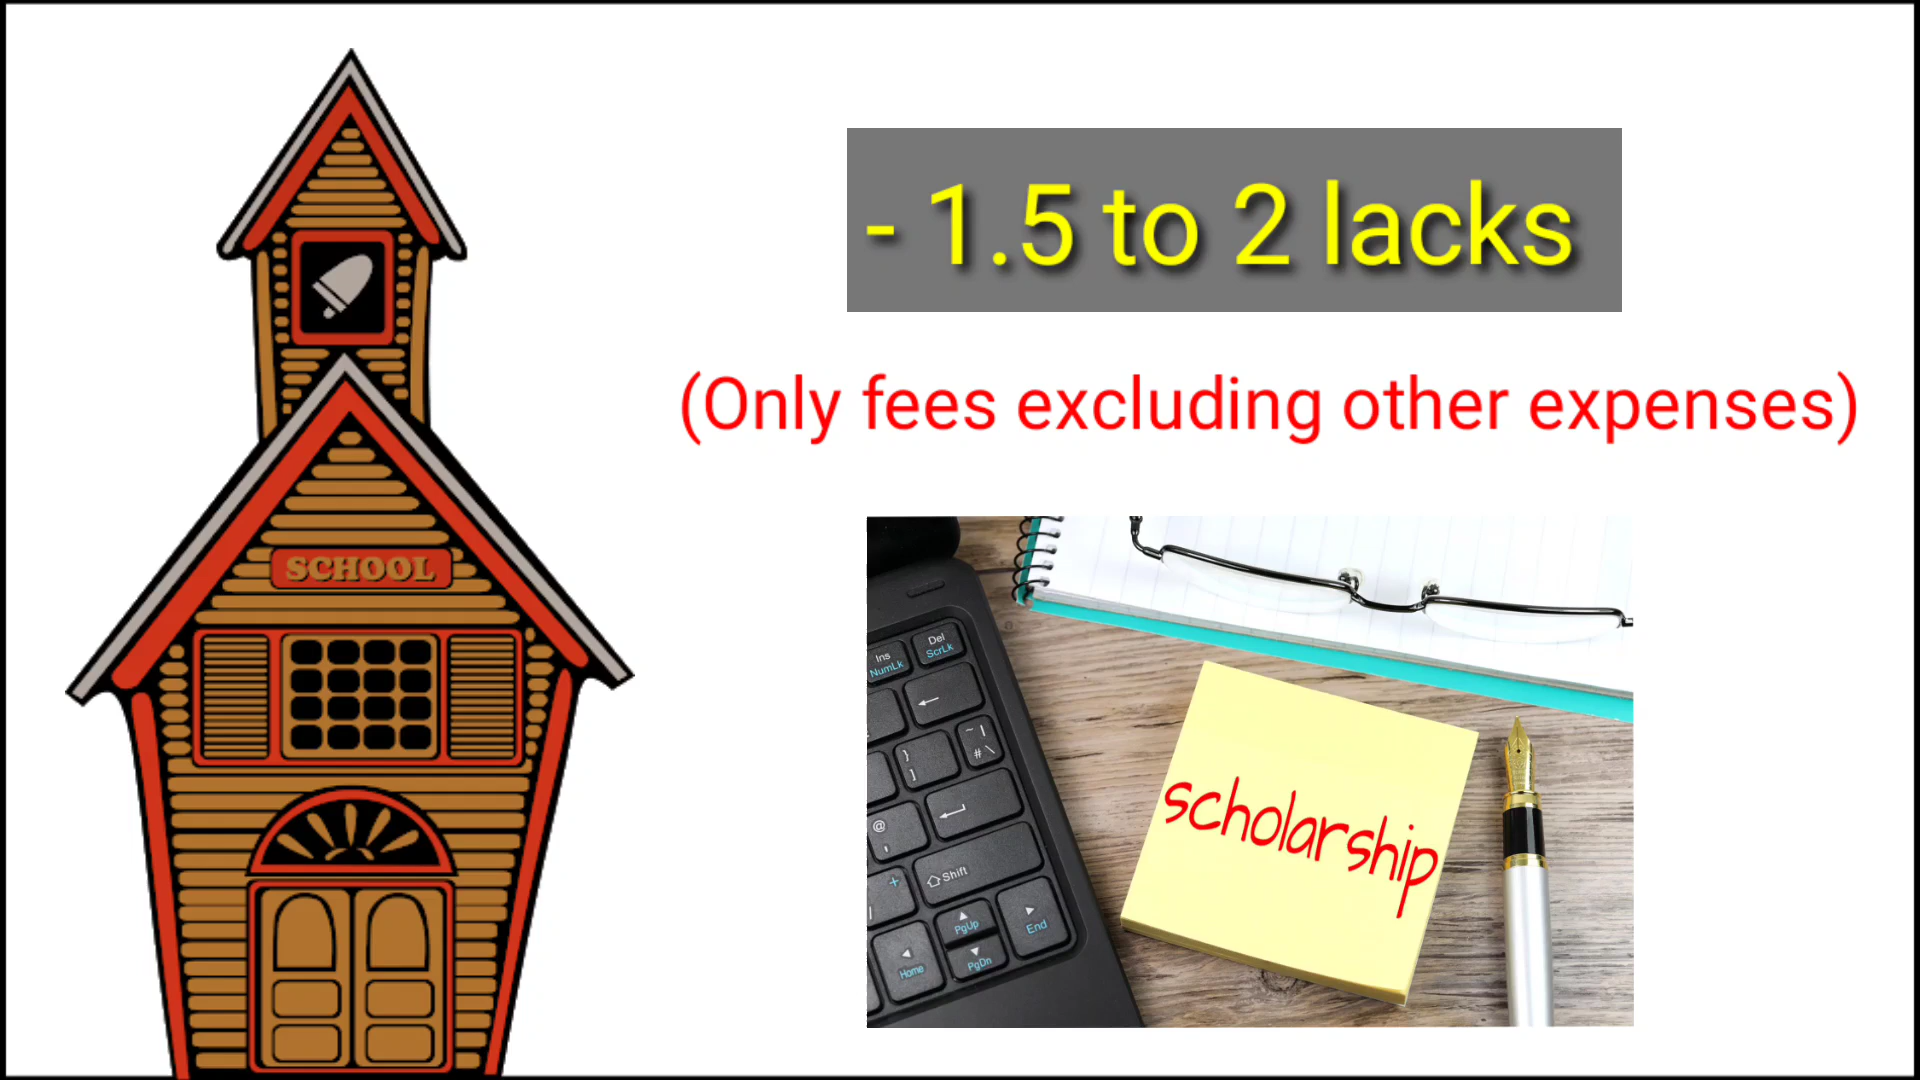 - 1.5 to 2 lacks
(Only fees excluding other expenses)
SCHOOL
Del
ScrLk
Ins
NumLk
~ |
# \
}
]
@
'
+
Shift
PgUp
End
Home
PgDn
scholarship